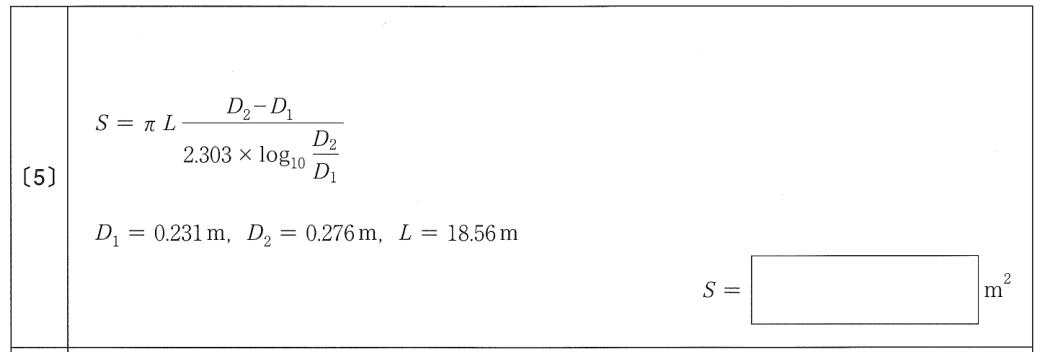 〔5〕
S = π L (D₂−D₁) / (2.303 × log₁₀ (D₂/D₁))
D₁ = 0.231 m, D₂ = 0.276 m, L = 18.56 m
S = m²